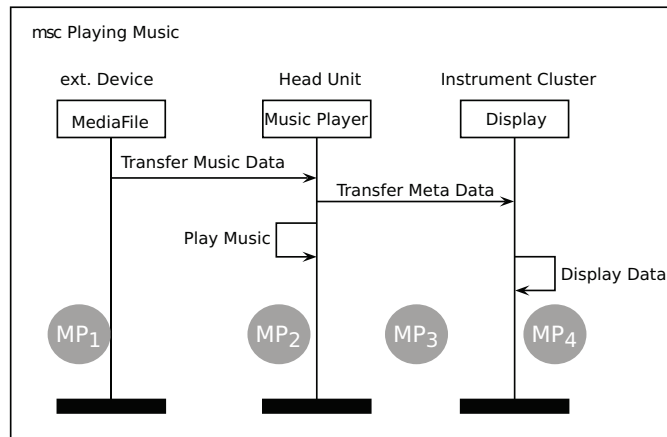 msc Playing Music
ext. Device
Head Unit
Instrument Cluster
MediaFile
Music Player
Display
Transfer Music Data
Transfer Meta Data
Play Music
Display Data
MP1
MP2
MP3
MP4